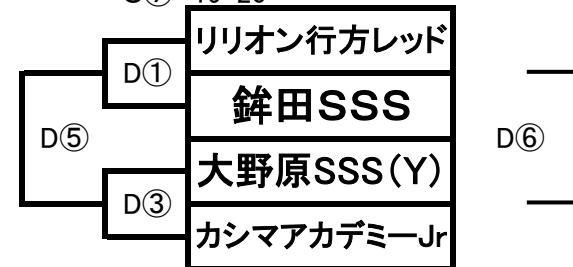 リリオン行方レッド
D①
鉾田SSS
D⑤
D⑥
大野原SSS(Y)
D③
カシマアカデミーJr